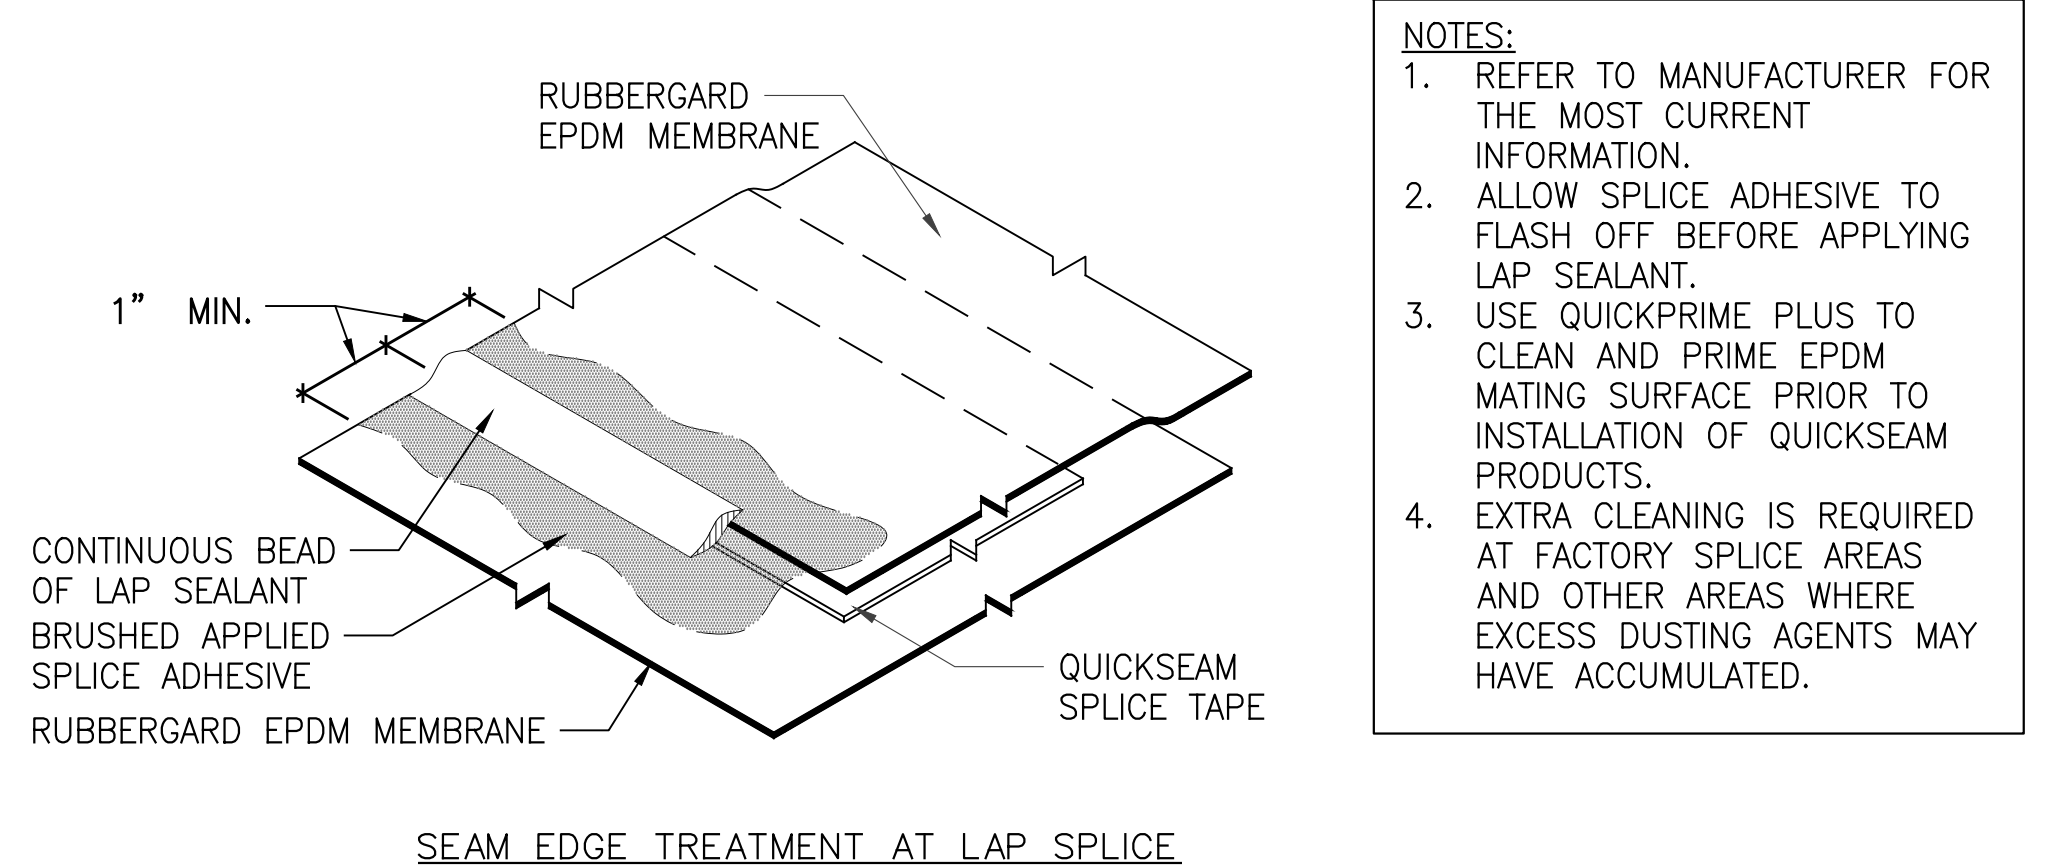 RUBBERGARD
EPDM MEMBRANE
1" MIN.
CONTINUOUS BEAD
OF LAP SEALANT
BRUSHED APPLIED
SPLICE ADHESIVE
RUBBERGARD EPDM MEMBRANE
QUICKSEAM
SPLICE TAPE
SEAM EDGE TREATMENT AT LAP SPLICE
NOTES:
1. REFER TO MANUFACTURER FOR
THE MOST CURRENT
INFORMATION.
2. ALLOW SPLICE ADHESIVE TO
FLASH OFF BEFORE APPLYING
LAP SEALANT.
3. USE QUICKPRIME PLUS TO
CLEAN AND PRIME EPDM
MATING SURFACE PRIOR TO
INSTALLATION OF QUICKSEAM
PRODUCTS.
4. EXTRA CLEANING IS REQUIRED
AT FACTORY SPLICE AREAS
AND OTHER AREAS WHERE
EXCESS DUSTING AGENTS MAY
HAVE ACCUMULATED.